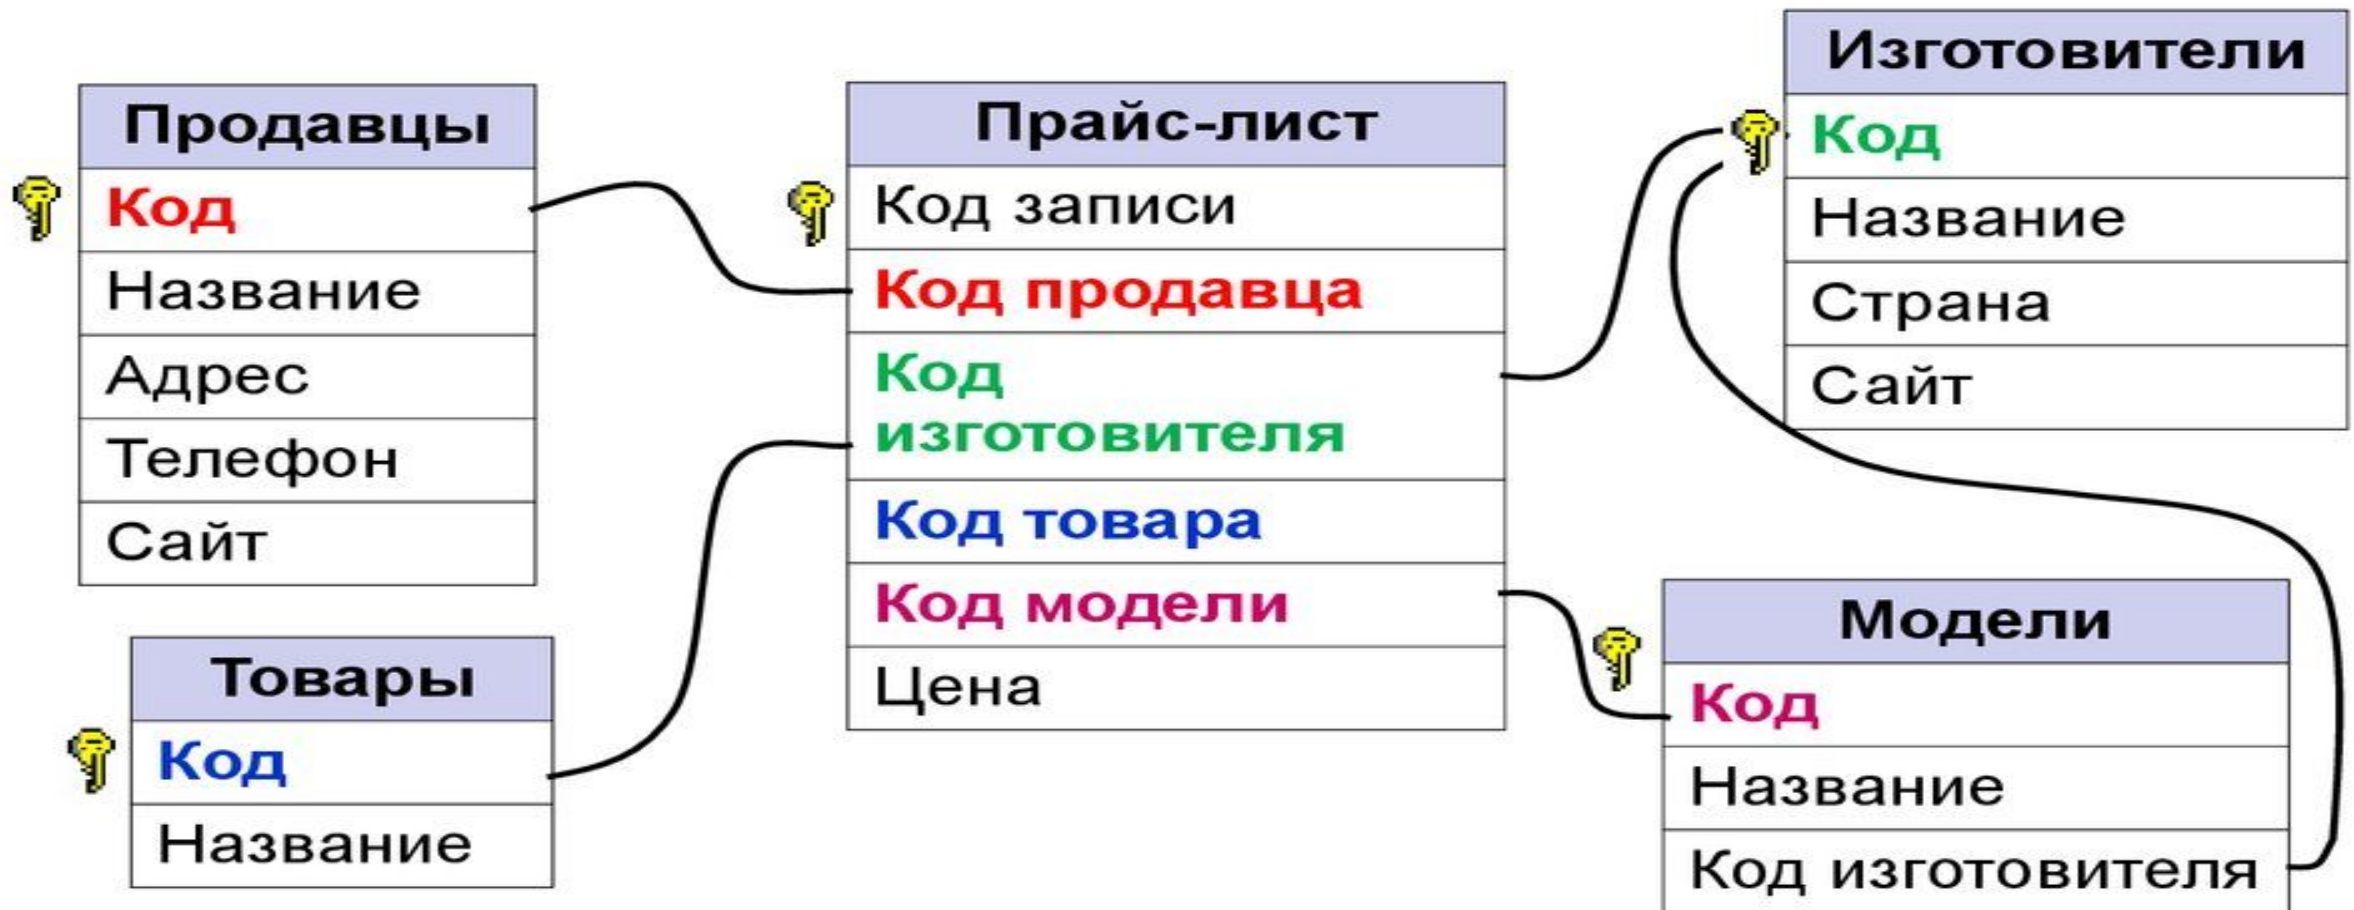 Продавцы
Код
Название
Адрес
Телефон
Сайт
Товары
Код
Название
Прайс-лист
Код записи
Код продавца
Код
изготовителя
Код товара
Код модели
Цена
Изготовители
Код
Название
Страна
Сайт
Модели
Код
Название
Код изготовителя